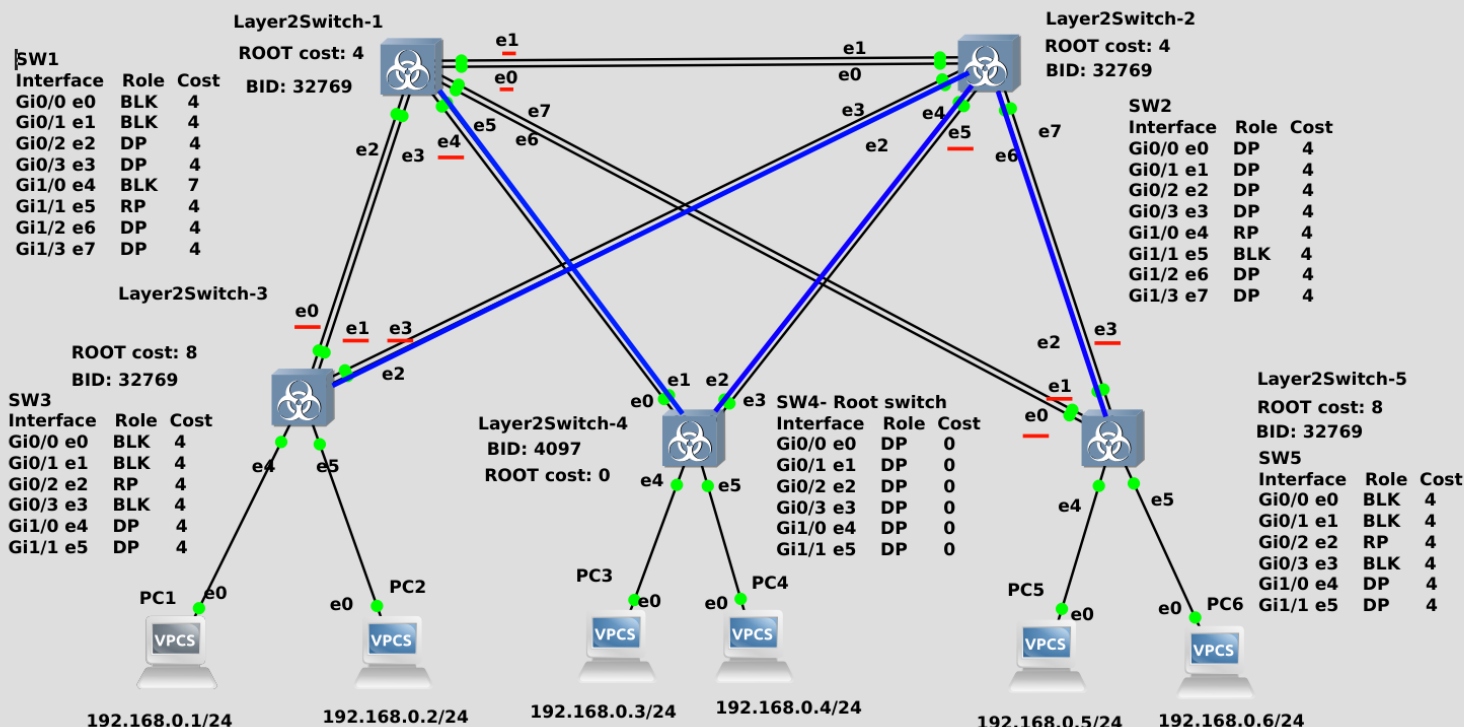 Layer2Switch-1
ROOT cost: 4
BID: 32769
SW1
Interface Role Cost
Gi0/0 e0 BLK 4
Gi0/1 e1 BLK 4
Gi0/2 e2 DP 4
Gi0/3 e3 DP 4
Gi1/0 e4 BLK 7
Gi1/1 e5 RP 4
Gi1/2 e6 DP 4
Gi1/3 e7 DP 4
e1
e0
e7
e6
e5
e4
e2
e3
Layer2Switch-2
ROOT cost: 4
BID: 32769
SW2
Interface Role Cost
Gi0/0 e0 DP 4
Gi0/1 e1 DP 4
Gi0/2 e2 DP 4
Gi0/3 e3 DP 4
Gi1/0 e4 RP 4
Gi1/1 e5 BLK 4
Gi1/2 e6 DP 4
Gi1/3 e7 DP 4
e1
e0
e3
e2
e4
e5
e7
e6
Layer2Switch-3
ROOT cost: 8
BID: 32769
SW3
Interface Role Cost
Gi0/0 e0 BLK 4
Gi0/1 e1 BLK 4
Gi0/2 e2 RP 4
Gi0/3 e3 BLK 4
Gi1/0 e4 DP 4
Gi1/1 e5 DP 4
e0
e1
e3
e2
e4
e5
Layer2Switch-4
BID: 4097
ROOT cost: 0
SW4- Root switch
Interface Role Cost
Gi0/0 e0 DP 0
Gi0/1 e1 DP 0
Gi0/2 e2 DP 0
Gi0/3 e3 DP 0
Gi1/0 e4 DP 0
Gi1/1 e5 DP 0
e1
e0
e2
e3
e4
e5
Layer2Switch-5
ROOT cost: 8
BID: 32769
SW5
Interface Role Cost
Gi0/0 e0 BLK 4
Gi0/1 e1 BLK 4
Gi0/2 e2 RP 4
Gi0/3 e3 BLK 4
Gi1/0 e4 DP 4
Gi1/1 e5 DP 4
e3
e2
e1
e0
e4
e5
PC1
e0
VPCS
192.168.0.1/24
PC2
e0
VPCS
192.168.0.2/24
PC3
e0
VPCS
192.168.0.3/24
PC4
e0
VPCS
192.168.0.4/24
PC5
e0
VPCS
192.168.0.5/24
PC6
e0
VPCS
192.168.0.6/24